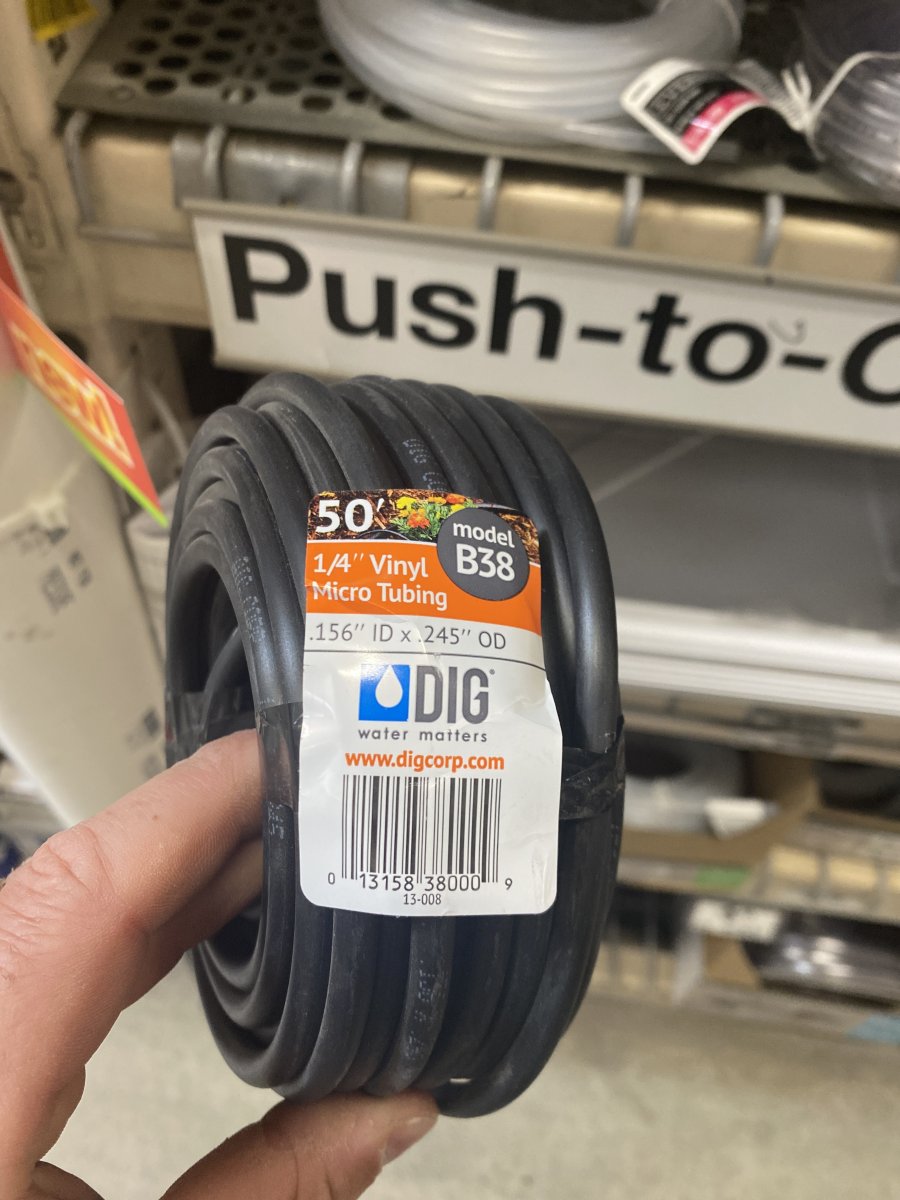 Push-to-
50'
model
B38
1/4" Vinyl
Micro Tubing
.156" ID x .245" OD
DIG
water matters
www.digcorp.com
0 13158 38000 9
13-008